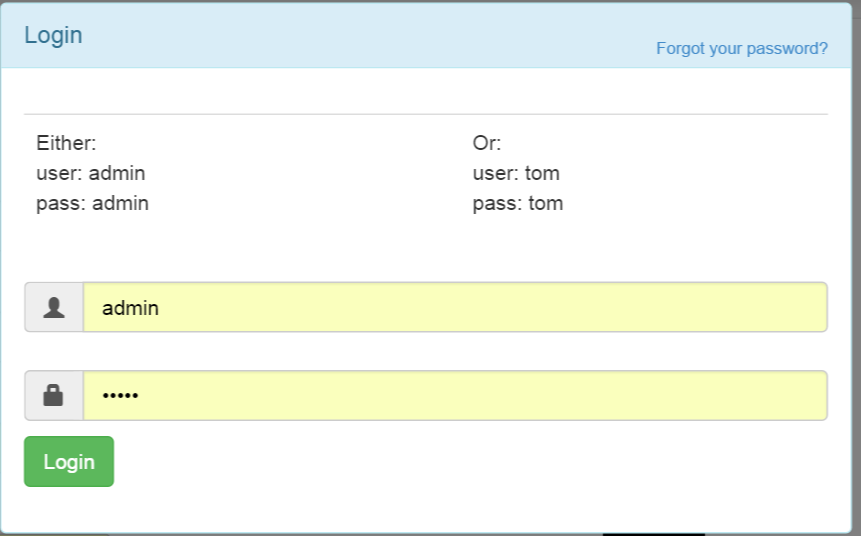 Login
Forgot your password?
Either:
user: admin
pass: admin
Or:
user: tom
pass: tom
admin
•••••
Login